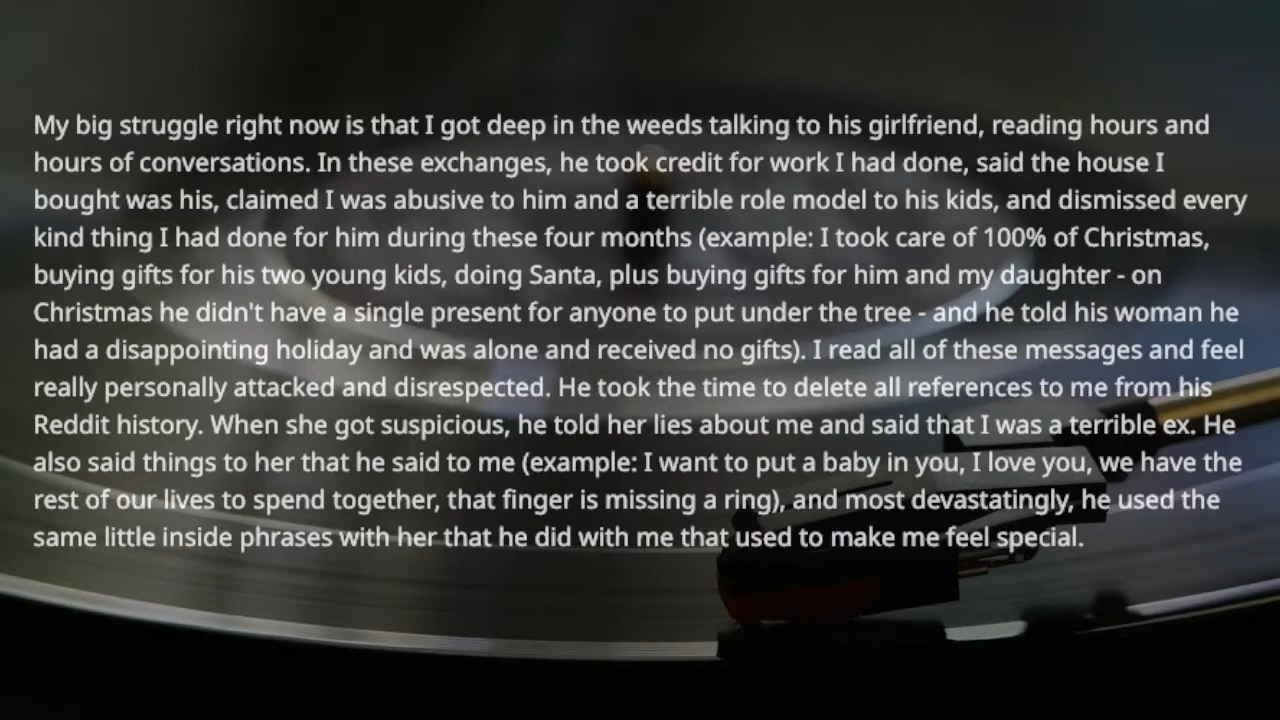 My big struggle right now is that I got deep in the weeds talking to his girlfriend, reading hours and
hours of conversations. In these exchanges, he took credit for work I had done, said the house I
bought was his, claimed I was abusive to him and a terrible role model to his kids, and dismissed every
kind thing I had done for him during these four months (example: I took care of 100% of Christmas,
buying gifts for his two young kids, doing Santa, plus buying gifts for him and my daughter - on
Christmas he didn't have a single present for anyone to put under the tree - and he told his woman he
had a disappointing holiday and was alone and received no gifts). I read all of these messages and feel
really personally attacked and disrespected. He took the time to delete all references to me from his
Reddit history. When she got suspicious, he told her lies about me and said that I was a terrible ex. He
also said things to her that he said to me (example: I want to put a baby in you, I love you, we have the
rest of our lives to spend together, that finger is missing a ring), and most devastatingly, he used the
same little inside phrases with her that he did with me that used to make me feel special.